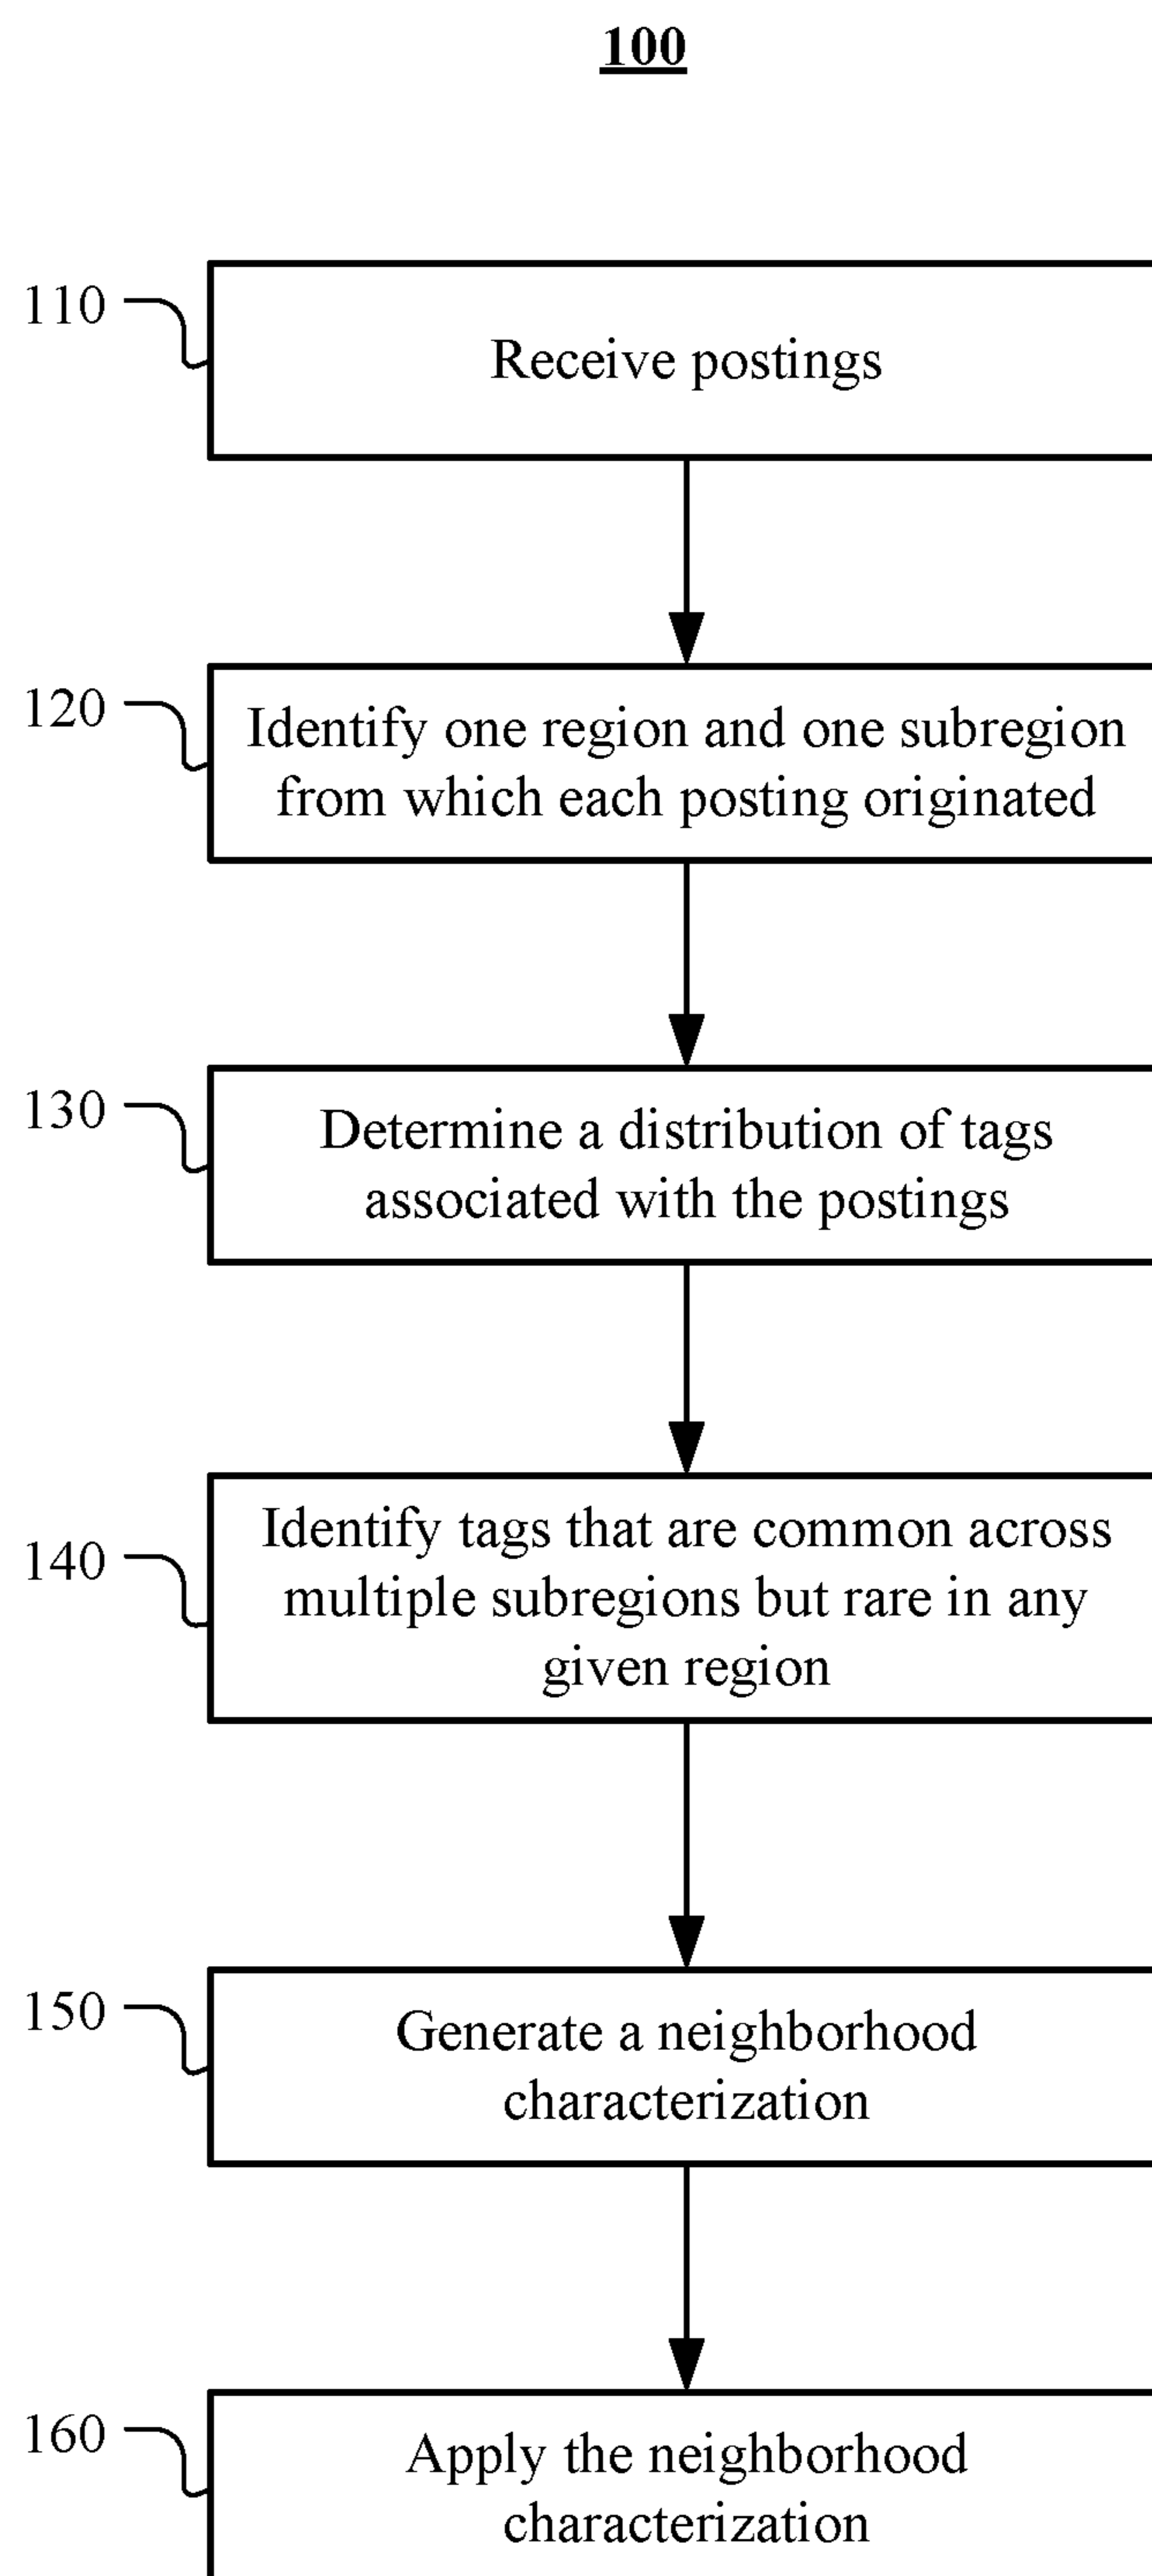 100
110
Receive postings
120
Identify one region and one subregion
from which each posting originated
130
Determine a distribution of tags
associated with the postings
140
Identify tags that are common across
multiple subregions but rare in any
given region
150
Generate a neighborhood
characterization
160
Apply the neighborhood
characterization